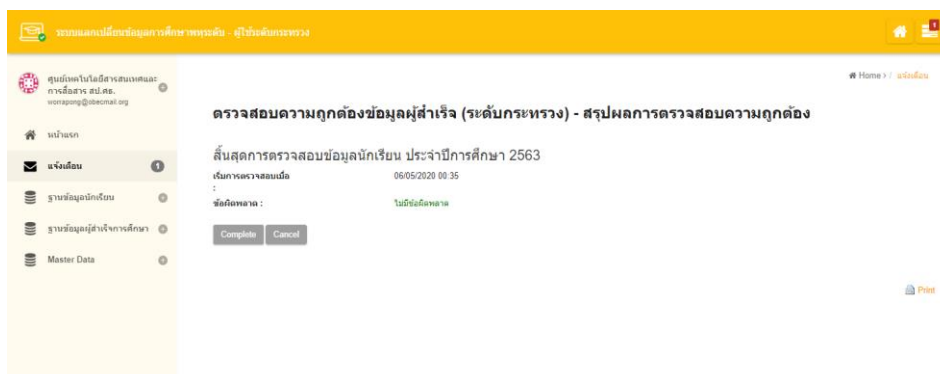 ระบบแลกเปลี่ยนข้อมูลการศึกษาพหุระดับ - ผู้ใช้ระดับกระทรวง
1
ศูนย์เทคโนโลยีสารสนเทศและ
การสื่อสาร สป.ศธ.
worrapong@obecmail.org
Home > / แจ้งเตือน
ตรวจสอบความถูกต้องข้อมูลผู้สำเร็จ (ระดับกระทรวง) - สรุปผลการตรวจสอบความถูกต้อง
หน้าแรก
สิ้นสุดการตรวจสอบข้อมูลนักเรียน ประจำปีการศึกษา 2563
แจ้งเตือน 1
เริ่มการตรวจสอบเมื่อ 06/05/2020 00:35
:
ฐานข้อมูลนักเรียน
ข้อผิดพลาด : ไม่มีข้อผิดพลาด
ฐานข้อมูลผู้สำเร็จการศึกษา
Complete Cancel
Master Data
Print